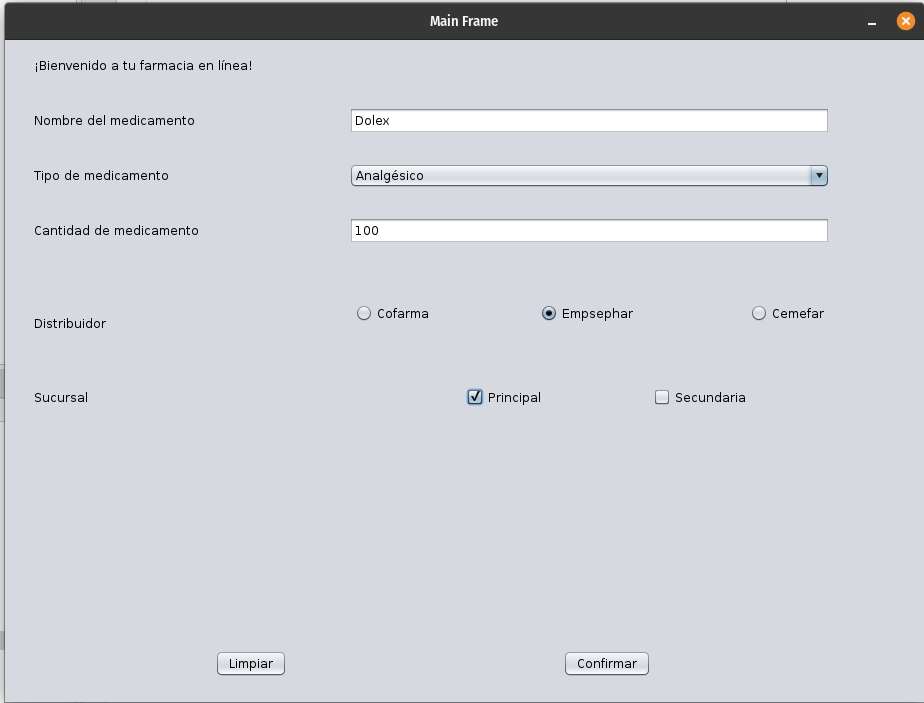 Main Frame
¡Bienvenido a tu farmacia en línea!
Nombre del medicamento Dolex
Tipo de medicamento Analgésico
Cantidad de medicamento 100
Distribuidor Cofarma Empsephar Cemefar
Sucursal Principal Secundaria
Limpiar Confirmar